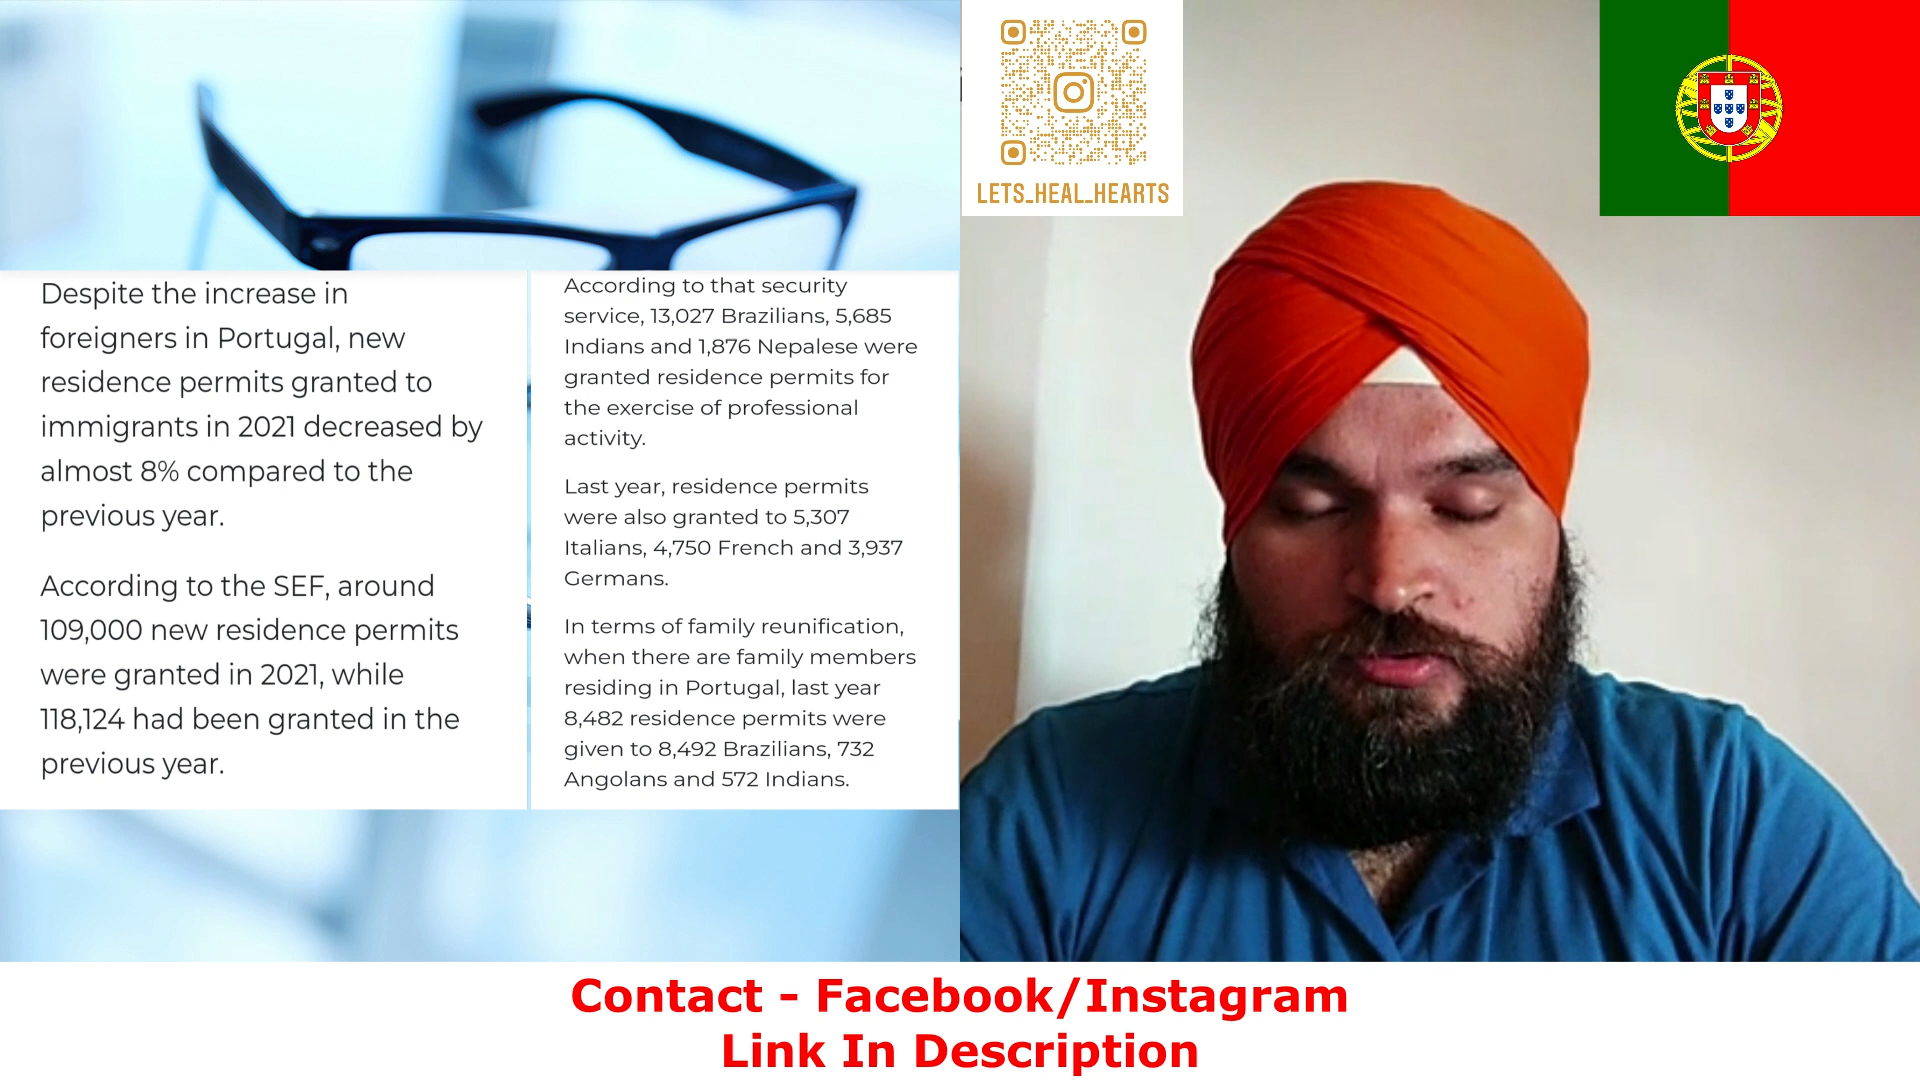 Despite the increase in
foreigners in Portugal, new
residence permits granted to
immigrants in 2021 decreased by
almost 8% compared to the
previous year.
According to the SEF, around
109,000 new residence permits
were granted in 2021, while
118,124 had been granted in the
previous year.
According to that security
service, 13,027 Brazilians, 5,685
Indians and 1,876 Nepalese were
granted residence permits for
the exercise of professional
activity.
Last year, residence permits
were also granted to 5,307
Italians, 4,750 French and 3,937
Germans.
In terms of family reunification,
when there are family members
residing in Portugal, last year
8,482 residence permits were
given to 8,492 Brazilians, 732
Angolans and 572 Indians.
LETS_HEAL_HEARTS
Contact - Facebook/Instagram
Link In Description